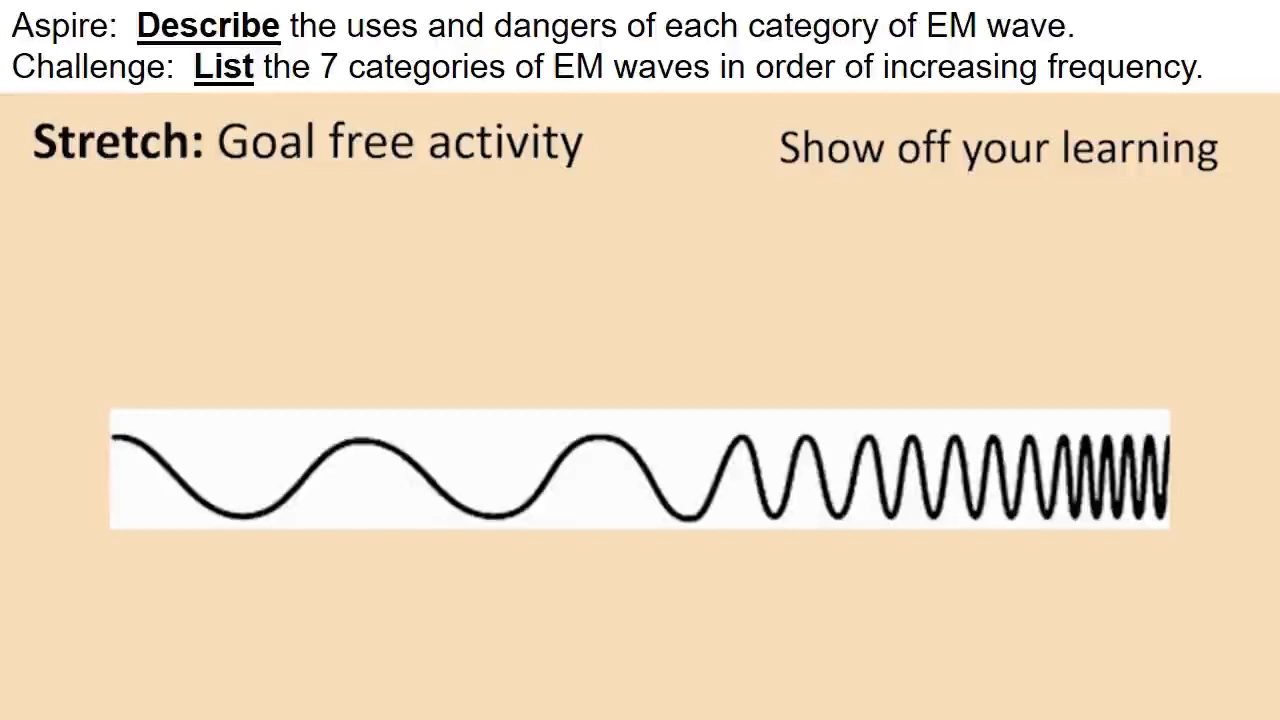 Aspire: Describe the uses and dangers of each category of EM wave.
Challenge: List the 7 categories of EM waves in order of increasing frequency.
Stretch: Goal free activity
Show off your learning